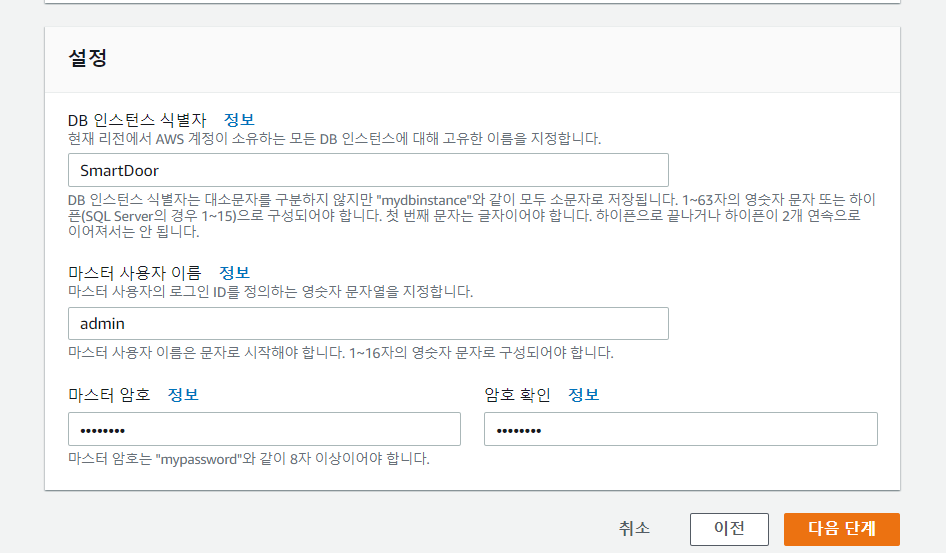 설정
DB 인스턴스 식별자 정보
현재 리전에서 AWS 계정이 소유하는 모든 DB 인스턴스에 대해 고유한 이름을 지정합니다.
SmartDoor
DB 인스턴스 식별자는 대소문자를 구분하지 않지만 "mydbinstance"와 같이 모두 소문자로 저장됩니다. 1~63자의 영숫자 문자 또는 하이
픈(SQL Server의 경우 1~15)으로 구성되어야 합니다. 첫 번째 문자는 글자이어야 합니다. 하이픈으로 끝나거나 하이픈이 2개 연속으로
이어져서는 안 됩니다.
마스터 사용자 이름 정보
마스터 사용자의 로그인 ID를 정의하는 영숫자 문자열을 지정합니다.
admin
마스터 사용자 이름은 문자로 시작해야 합니다. 1~16자의 영숫자 문자로 구성되어야 합니다.
마스터 암호 정보 암호 확인 정보
•••••••• ••••••••
마스터 암호는 "mypassword"와 같이 8자 이상이어야 합니다.
취소 이전 다음 단계